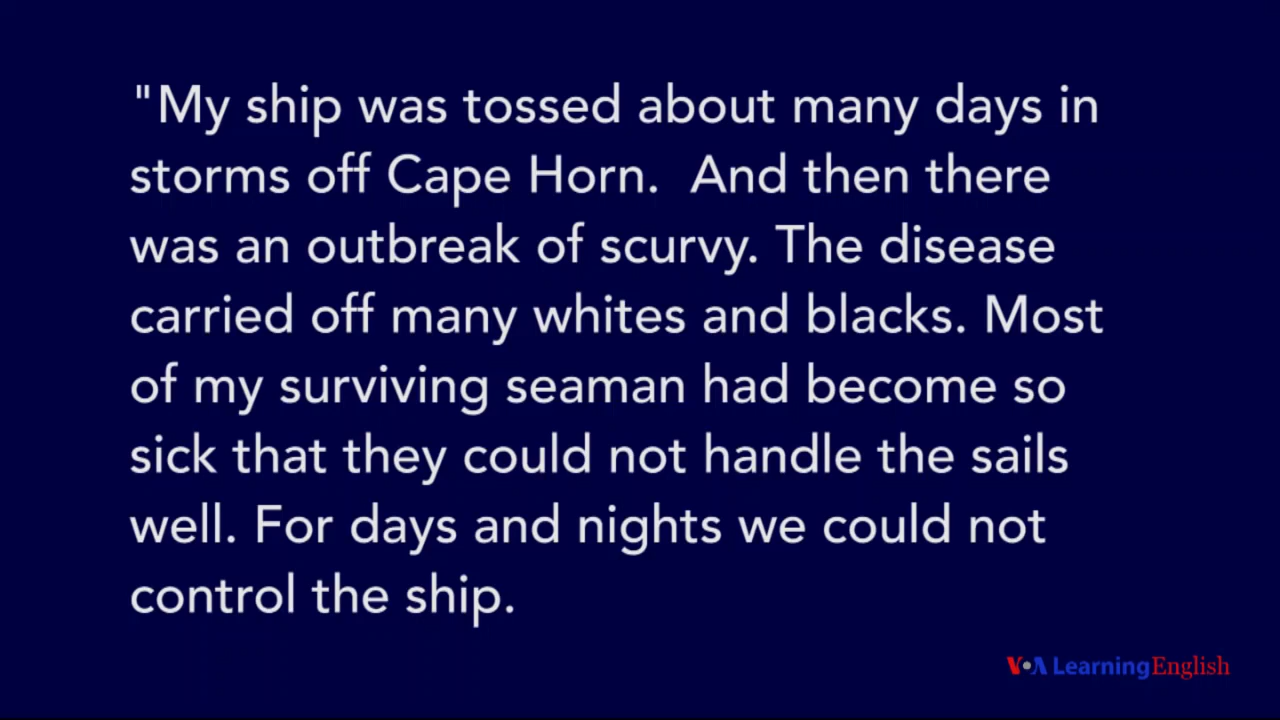 "My ship was tossed about many days in
storms off Cape Horn.  And then there
was an outbreak of scurvy. The disease
carried off many whites and blacks. Most
of my surviving seaman had become so
sick that they could not handle the sails
well. For days and nights we could not
control the ship.
VOA Learning English